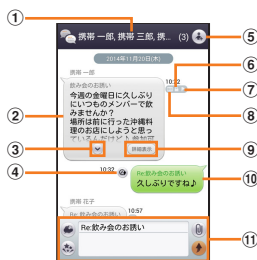 ①
携帯 一郎, 携帯 三郎, 携... (3)
⑤
2014年11月20日(木)
携帯 一郎
⑥
10:32
⑦
飲み会のお誘い
今週の金曜日に久しぶり
にいつものメンバーで飲
みませんか?
場所は前に行った沖縄料
理のお店にしようと思っ
②
⑧
③
詳細表示
⑨
④
10:32
Re:飲み会のお誘い
久しぶりですね♪
⑩
携帯 花子
Re:飲み会のお誘い
10:57
Re:飲み会のお誘い
⑪